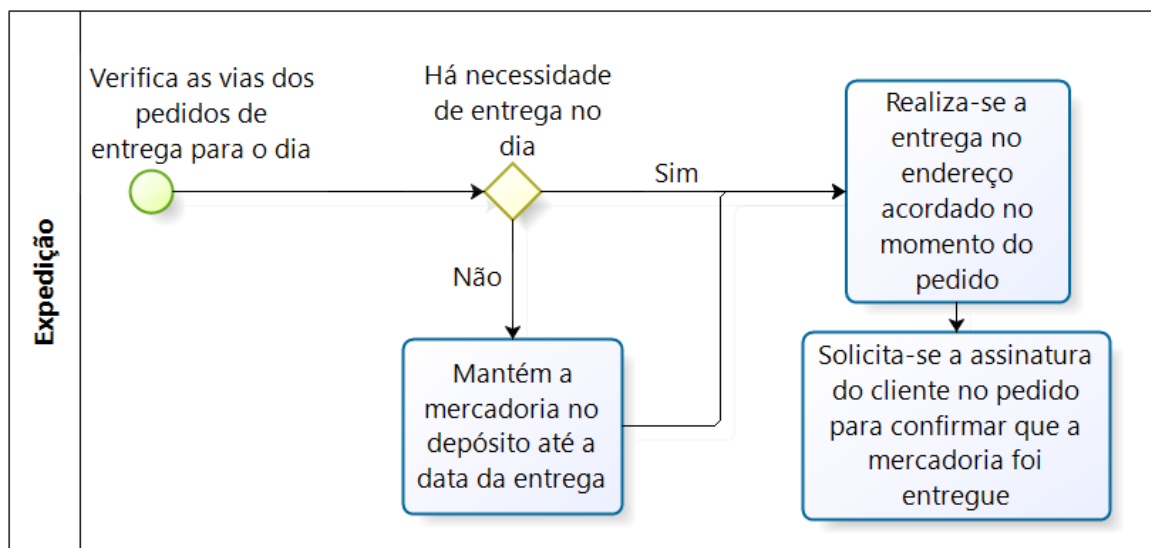 Expedição
Verifica as vias dos
pedidos de
entrega para o dia
Há necessidade
de entrega no
dia
Sim
Não
Mantém a
mercadoria no
depósito até a
data da entrega
Realiza-se a
entrega no
endereço
acordado no
momento do
pedido
Solicita-se a assinatura
do cliente no pedido
para confirmar que a
mercadoria foi
entregue